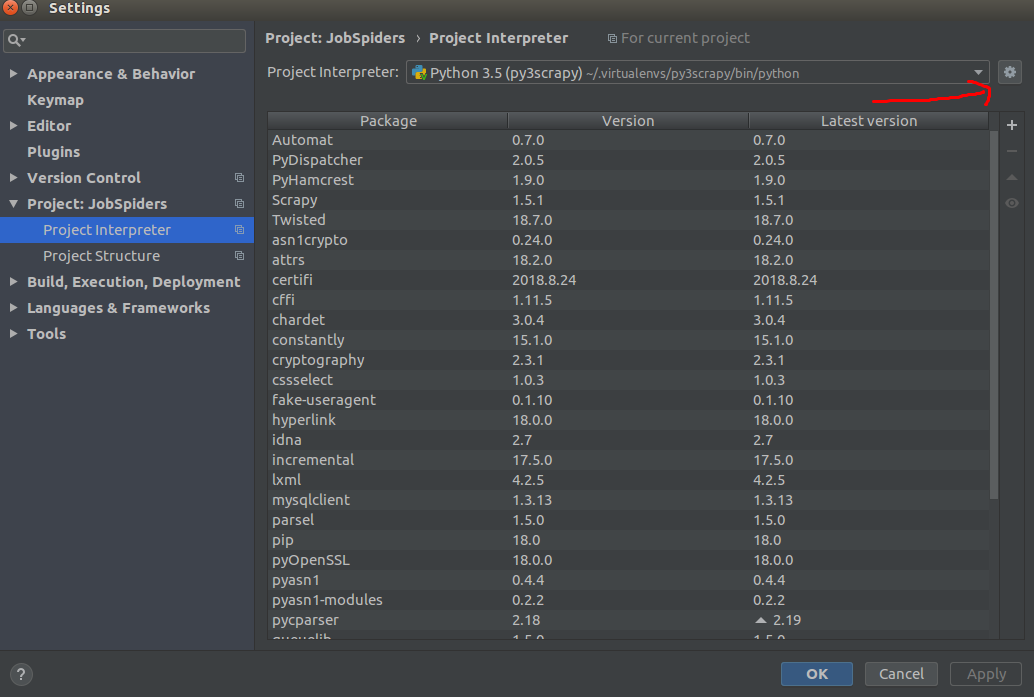 Settings
Project: JobSpiders › Project Interpreter For current project
Project Interpreter: Python 3.5 (py3scrapy) ~/.virtualenvs/py3scrapy/bin/python
Appearance & Behavior
Keymap
Editor
Plugins
Version Control
Project: JobSpiders
Project Interpreter
Project Structure
Build, Execution, Deployment
Languages & Frameworks
Tools
Package Version Latest version
Automat 0.7.0 0.7.0
PyDispatcher 2.0.5 2.0.5
PyHamcrest 1.9.0 1.9.0
Scrapy 1.5.1 1.5.1
Twisted 18.7.0 18.7.0
asn1crypto 0.24.0 0.24.0
attrs 18.2.0 18.2.0
certifi 2018.8.24 2018.8.24
cffi 1.11.5 1.11.5
chardet 3.0.4 3.0.4
constantly 15.1.0 15.1.0
cryptography 2.3.1 2.3.1
cssselect 1.0.3 1.0.3
fake-useragent 0.1.10 0.1.10
hyperlink 18.0.0 18.0.0
idna 2.7 2.7
incremental 17.5.0 17.5.0
lxml 4.2.5 4.2.5
mysqlclient 1.3.13 1.3.13
parsel 1.5.0 1.5.0
pip 18.0 18.0
pyOpenSSL 18.0.0 18.0.0
pyasn1 0.4.4 0.4.4
pyasn1-modules 0.2.2 0.2.2
pycparser 2.18 2.19
? OK Cancel Apply